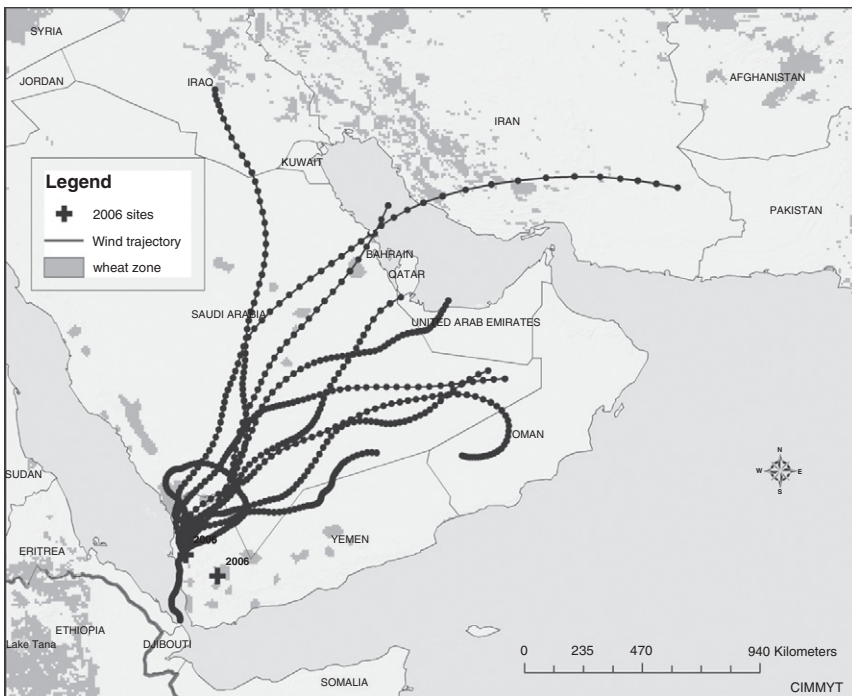 SYRIA
JORDAN
IRAQ
AFGHANISTAN
IRAN
KUWAIT
PAKISTAN
Legend
2006 sites
Wind trajectory
wheat zone
BAHRAIN
QATAR
SAUDI ARABIA
UNITED ARAB EMIRATES
OMAN
SUDAN
N
W E
S
2006
YEMEN
ERITREA
2006
ETHIOPIA
Lake Tana
DJIBOUTI
0 235 470 940 Kilometers
SOMALIA
CIMMYT